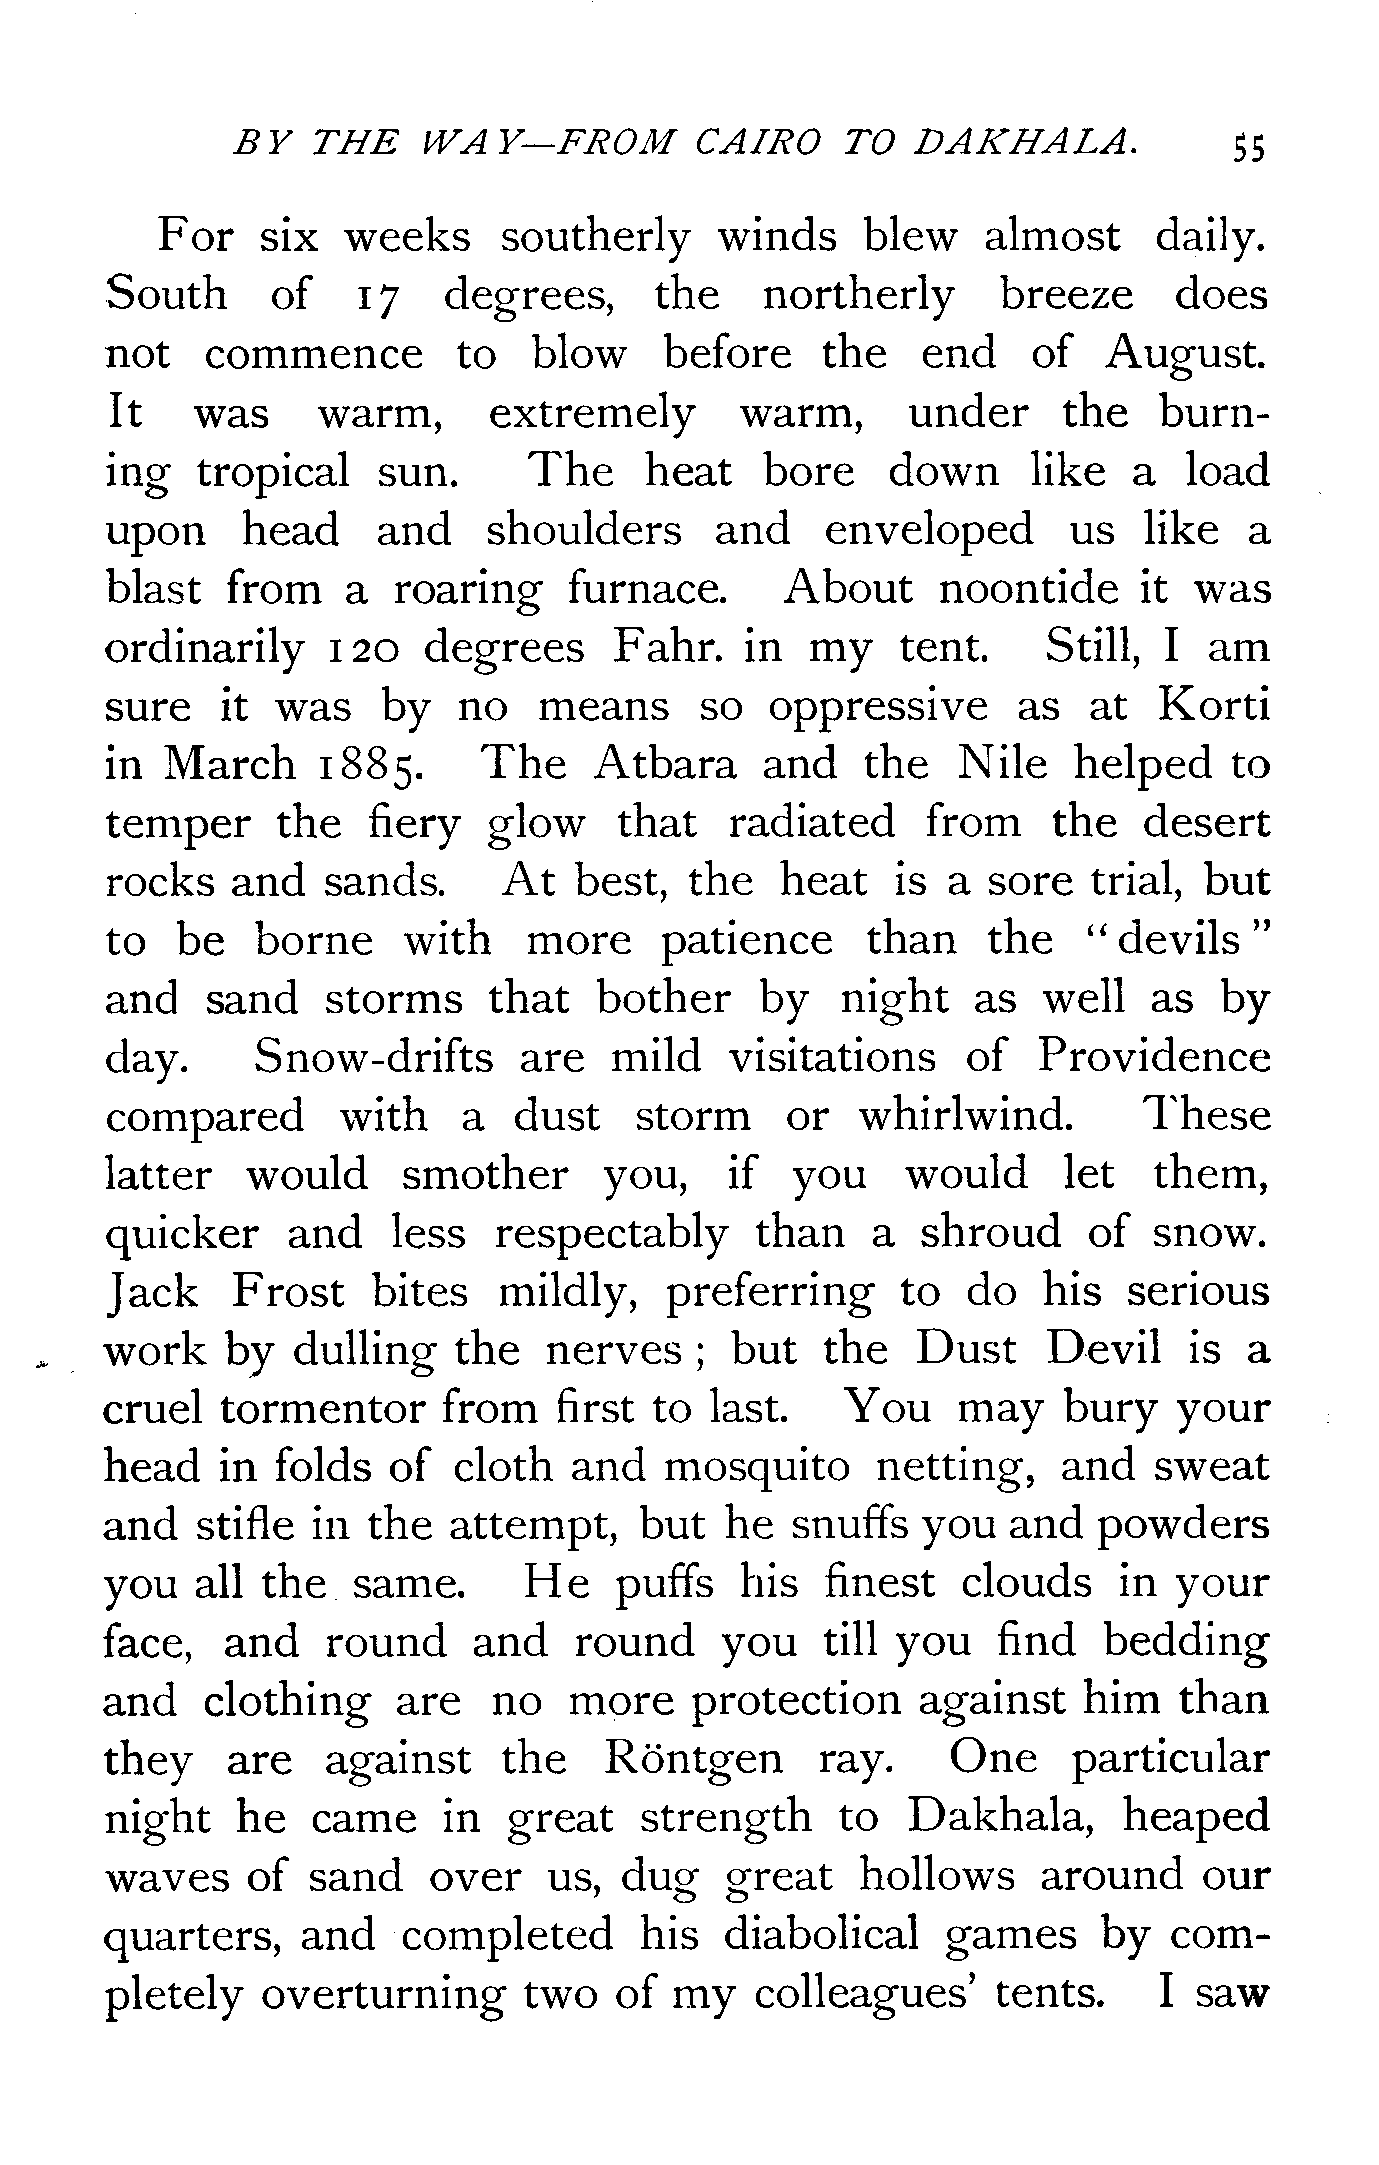 BY THE WAY—FROM CAIRO TO DAKHALA. 55
For six weeks southerly winds blew almost daily.
South of 17 degrees, the northerly breeze does
not commence to blow before the end of August.
It was warm, extremely warm, under the burn-
ing tropical sun. The heat bore down like a load
upon head and shoulders and enveloped us like a
blast from a roaring furnace. About noontide it was
ordinarily 120 degrees Fahr. in my tent. Still, I am
sure it was by no means so oppressive as at Korti
in March 1885. The Atbara and the Nile helped to
temper the fiery glow that radiated from the desert
rocks and sands. At best, the heat is a sore trial, but
to be borne with more patience than the “devils”
and sand storms that bother by night as well as by
day. Snow-drifts are mild visitations of Providence
compared with a dust storm or whirlwind. These
latter would smother you, if you would let them,
quicker and less respectably than a shroud of snow.
Jack Frost bites mildly, preferring to do his serious
work by dulling the nerves; but the Dust Devil is a
cruel tormentor from first to last. You may bury your
head in folds of cloth and mosquito netting, and sweat
and stifle in the attempt, but he snuffs you and powders
you all the same. He puffs his finest clouds in your
face, and round and round you till you find bedding
and clothing are no more protection against him than
they are against the Röntgen ray. One particular
night he came in great strength to Dakhala, heaped
waves of sand over us, dug great hollows around our
quarters, and completed his diabolical games by com-
pletely overturning two of my colleagues’ tents. I saw